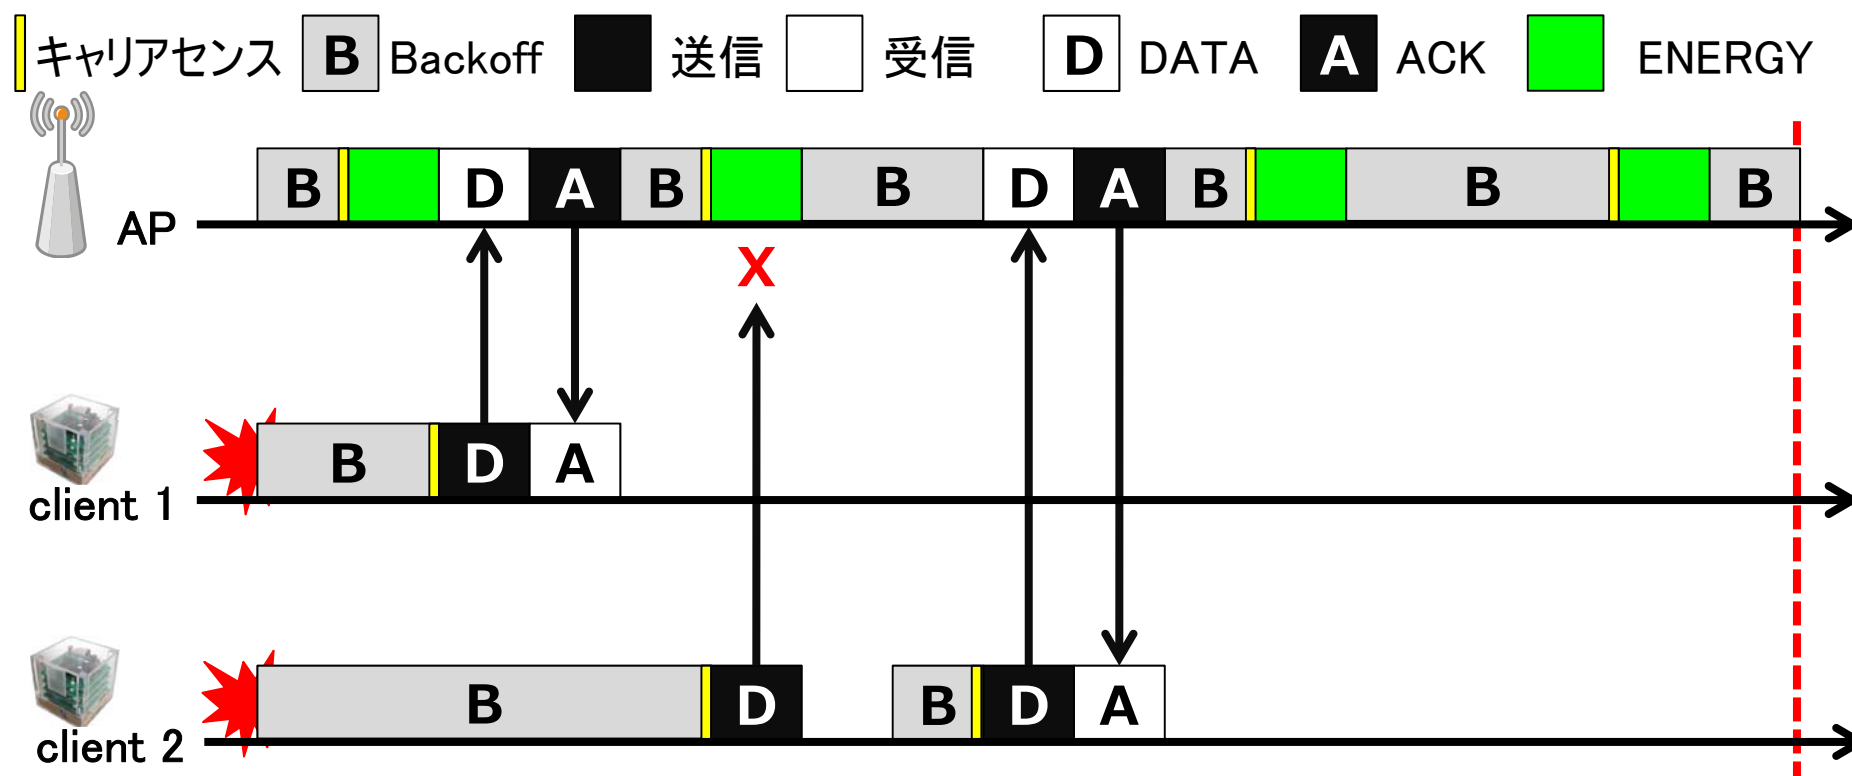 キャリアセンス B Backoff 送信 受信 D DATA A ACK ENERGY
B D A B B D A B B B
AP
X
B D A
client 1
B D B D A
client 2